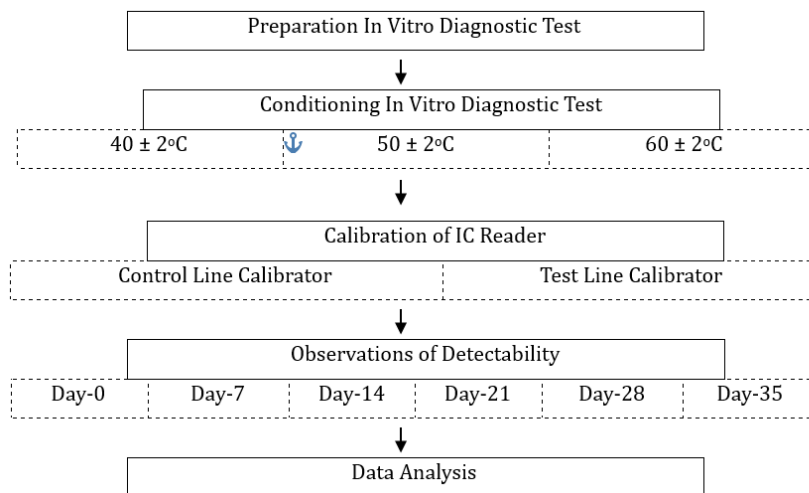 Preparation In Vitro Diagnostic Test
Conditioning In Vitro Diagnostic Test
40 ± 2ᵒC 50 ± 2ᵒC 60 ± 2ᵒC
Calibration of IC Reader
Control Line Calibrator Test Line Calibrator
Observations of Detectability
Day-0 Day-7 Day-14 Day-21 Day-28 Day-35
Data Analysis